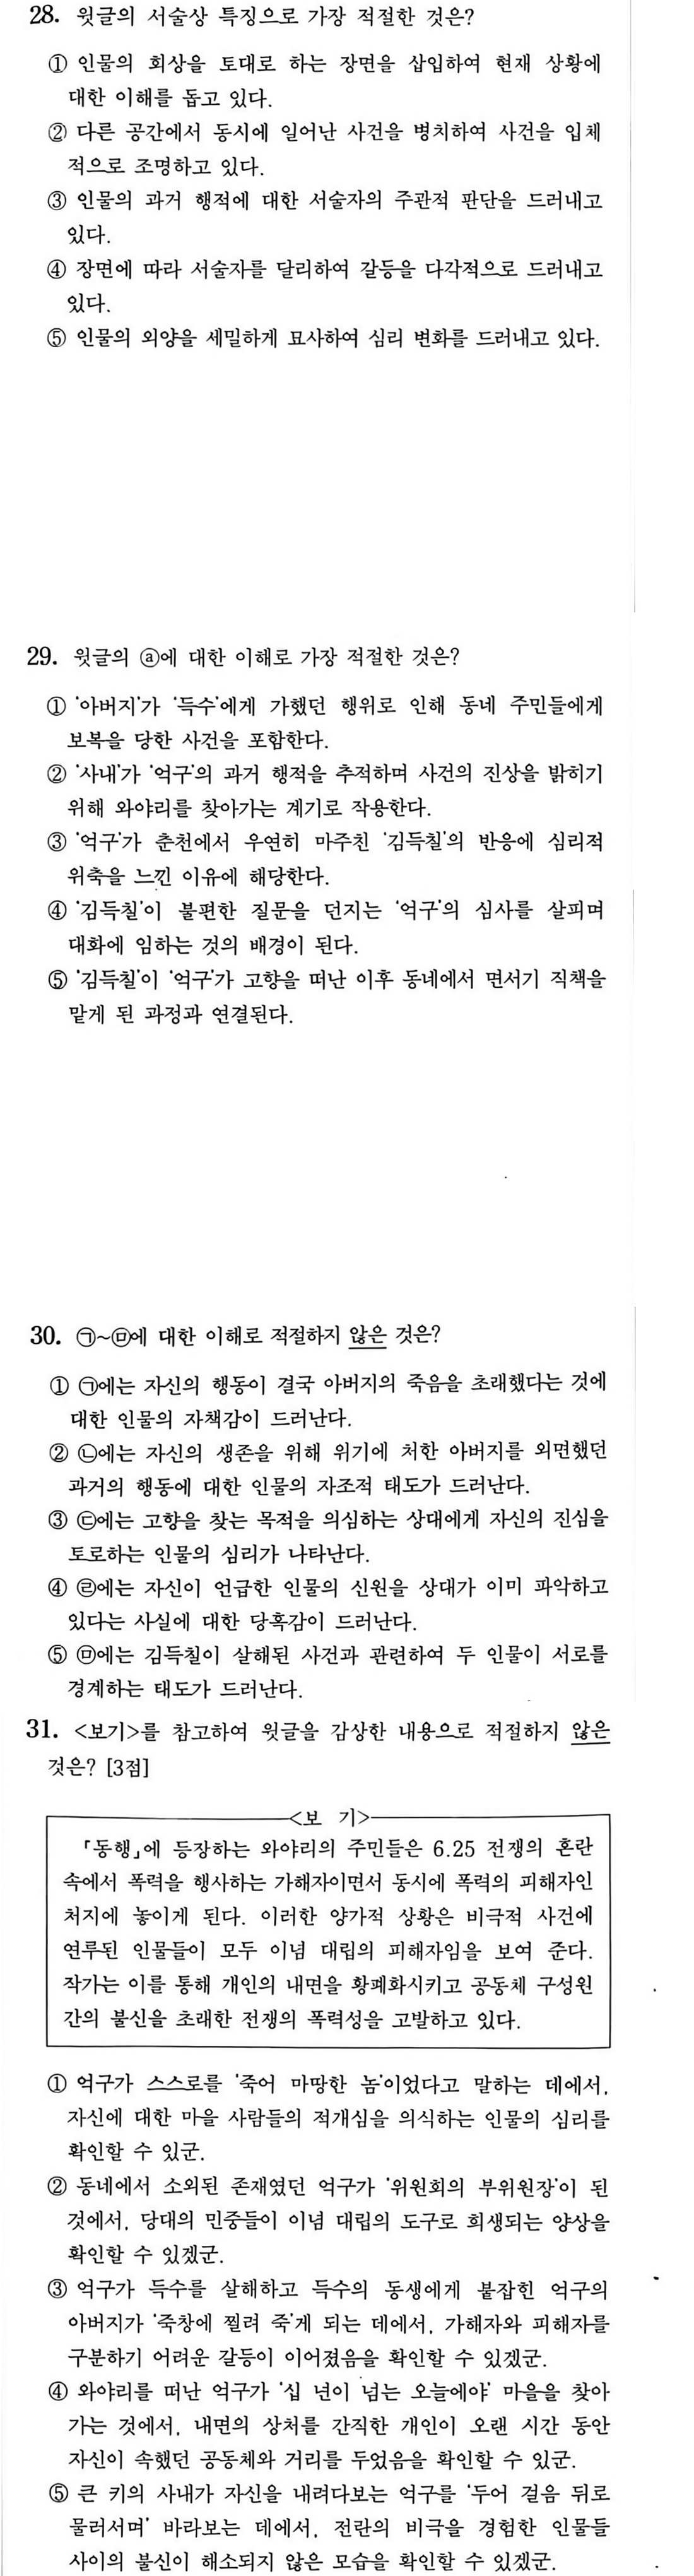 28. 윗글의 서술상 특징으로 가장 적절한 것은?
① 인물의 회상을 토대로 하는 장면을 삽입하여 현재 상황에
대한 이해를 돕고 있다.
② 다른 공간에서 동시에 일어난 사건을 병치하여 사건을 입체
적으로 조명하고 있다.
③ 인물의 과거 행적에 대한 서술자의 주관적 판단을 드러내고
있다.
④ 장면에 따라 서술자를 달리하여 갈등을 다각적으로 드러내고
있다.
⑤ 인물의 외양을 세밀하게 묘사하여 심리 변화를 드러내고 있다.
29. 윗글의 ⓐ에 대한 이해로 가장 적절한 것은?
① '아버지'가 '득수'에게 가했던 행위로 인해 동네 주민들에게
보복을 당한 사건을 포함한다.
② '사내'가 '억구'의 과거 행적을 추적하며 사건의 진상을 밝히기
위해 와야리를 찾아가는 계기로 작용한다.
③ '억구'가 춘천에서 우연히 마주친 '김득칠'의 반응에 심리적
위축을 느낀 이유에 해당한다.
④ '김득칠'이 불편한 질문을 던지는 '억구'의 심사를 살피며
대화에 임하는 것의 배경이 된다.
⑤ '김득칠'이 '억구'가 고향을 떠난 이후 동네에서 면서기 직책을
맡게 된 과정과 연결된다.
30. ㉠~㉤에 대한 이해로 적절하지 않은 것은?
① ㉠에는 자신의 행동이 결국 아버지의 죽음을 초래했다는 것에
대한 인물의 자책감이 드러난다.
② ㉡에는 자신의 생존을 위해 위기에 처한 아버지를 외면했던
과거의 행동에 대한 인물의 자조적 태도가 드러난다.
③ ㉢에는 고향을 찾는 목적을 의심하는 상대에게 자신의 진심을
토로하는 인물의 심리가 나타난다.
④ ㉣에는 자신이 언급한 인물의 신원을 상대가 이미 파악하고
있다는 사실에 대한 당혹감이 드러난다.
⑤ ㉤에는 김득칠이 살해된 사건과 관련하여 두 인물이 서로를
경계하는 태도가 드러난다.
31. <보기>를 참고하여 윗글을 감상한 내용으로 적절하지 않은
것은? [3점]
<보 기>
「동행」에 등장하는 와야리의 주민들은 6.25 전쟁의 혼란
속에서 폭력을 행사하는 가해자이면서 동시에 폭력의 피해자인
처지에 놓이게 된다. 이러한 양가적 상황은 비극적 사건에
연루된 인물들이 모두 이념 대립의 피해자임을 보여 준다.
작가는 이를 통해 개인의 내면을 황폐화시키고 공동체 구성원
간의 불신을 초래한 전쟁의 폭력성을 고발하고 있다.
① 억구가 스스로를 '죽어 마땅한 놈'이었다고 말하는 데에서,
자신에 대한 마을 사람들의 적개심을 의식하는 인물의 심리를
확인할 수 있군.
② 동네에서 소외된 존재였던 억구가 '위원회의 부위원장'이 된
것에서, 당대의 민중들이 이념 대립의 도구로 희생되는 양상을
확인할 수 있겠군.
③ 억구가 득수를 살해하고 득수의 동생에게 붙잡힌 억구의
아버지가 '죽창에 찔려 죽'게 되는 데에서, 가해자와 피해자를
구분하기 어려운 갈등이 이어졌음을 확인할 수 있겠군.
④ 와야리를 떠난 억구가 '십 년이 넘는 오늘에야' 마을을 찾아
가는 것에서, 내면의 상처를 간직한 개인이 오랜 시간 동안
자신이 속했던 공동체와 거리를 두었음을 확인할 수 있군.
⑤ 큰 키의 사내가 자신을 내려다보는 억구를 '두어 걸음 뒤로
물러서며' 바라보는 데에서, 전란의 비극을 경험한 인물들
사이의 불신이 해소되지 않은 모습을 확인할 수 있겠군.